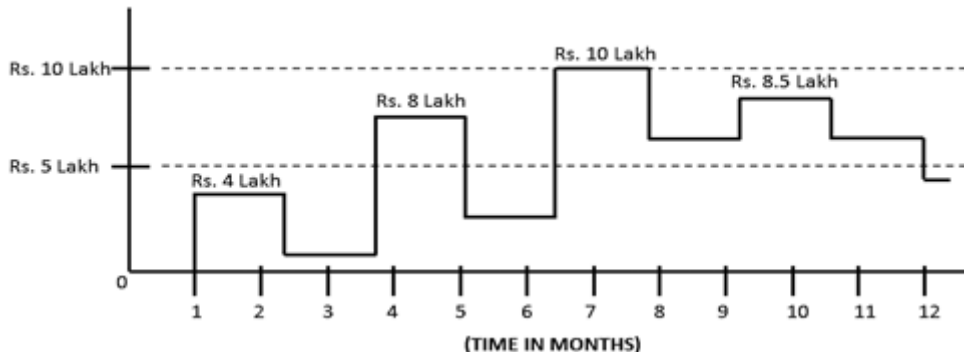 Rs. 10 Lakh
Rs. 10 Lakh
Rs. 8.5 Lakh
Rs. 8 Lakh
Rs. 5 Lakh
Rs. 4 Lakh
0
1 2 3 4 5 6 7 8 9 10 11 12
(TIME IN MONTHS)